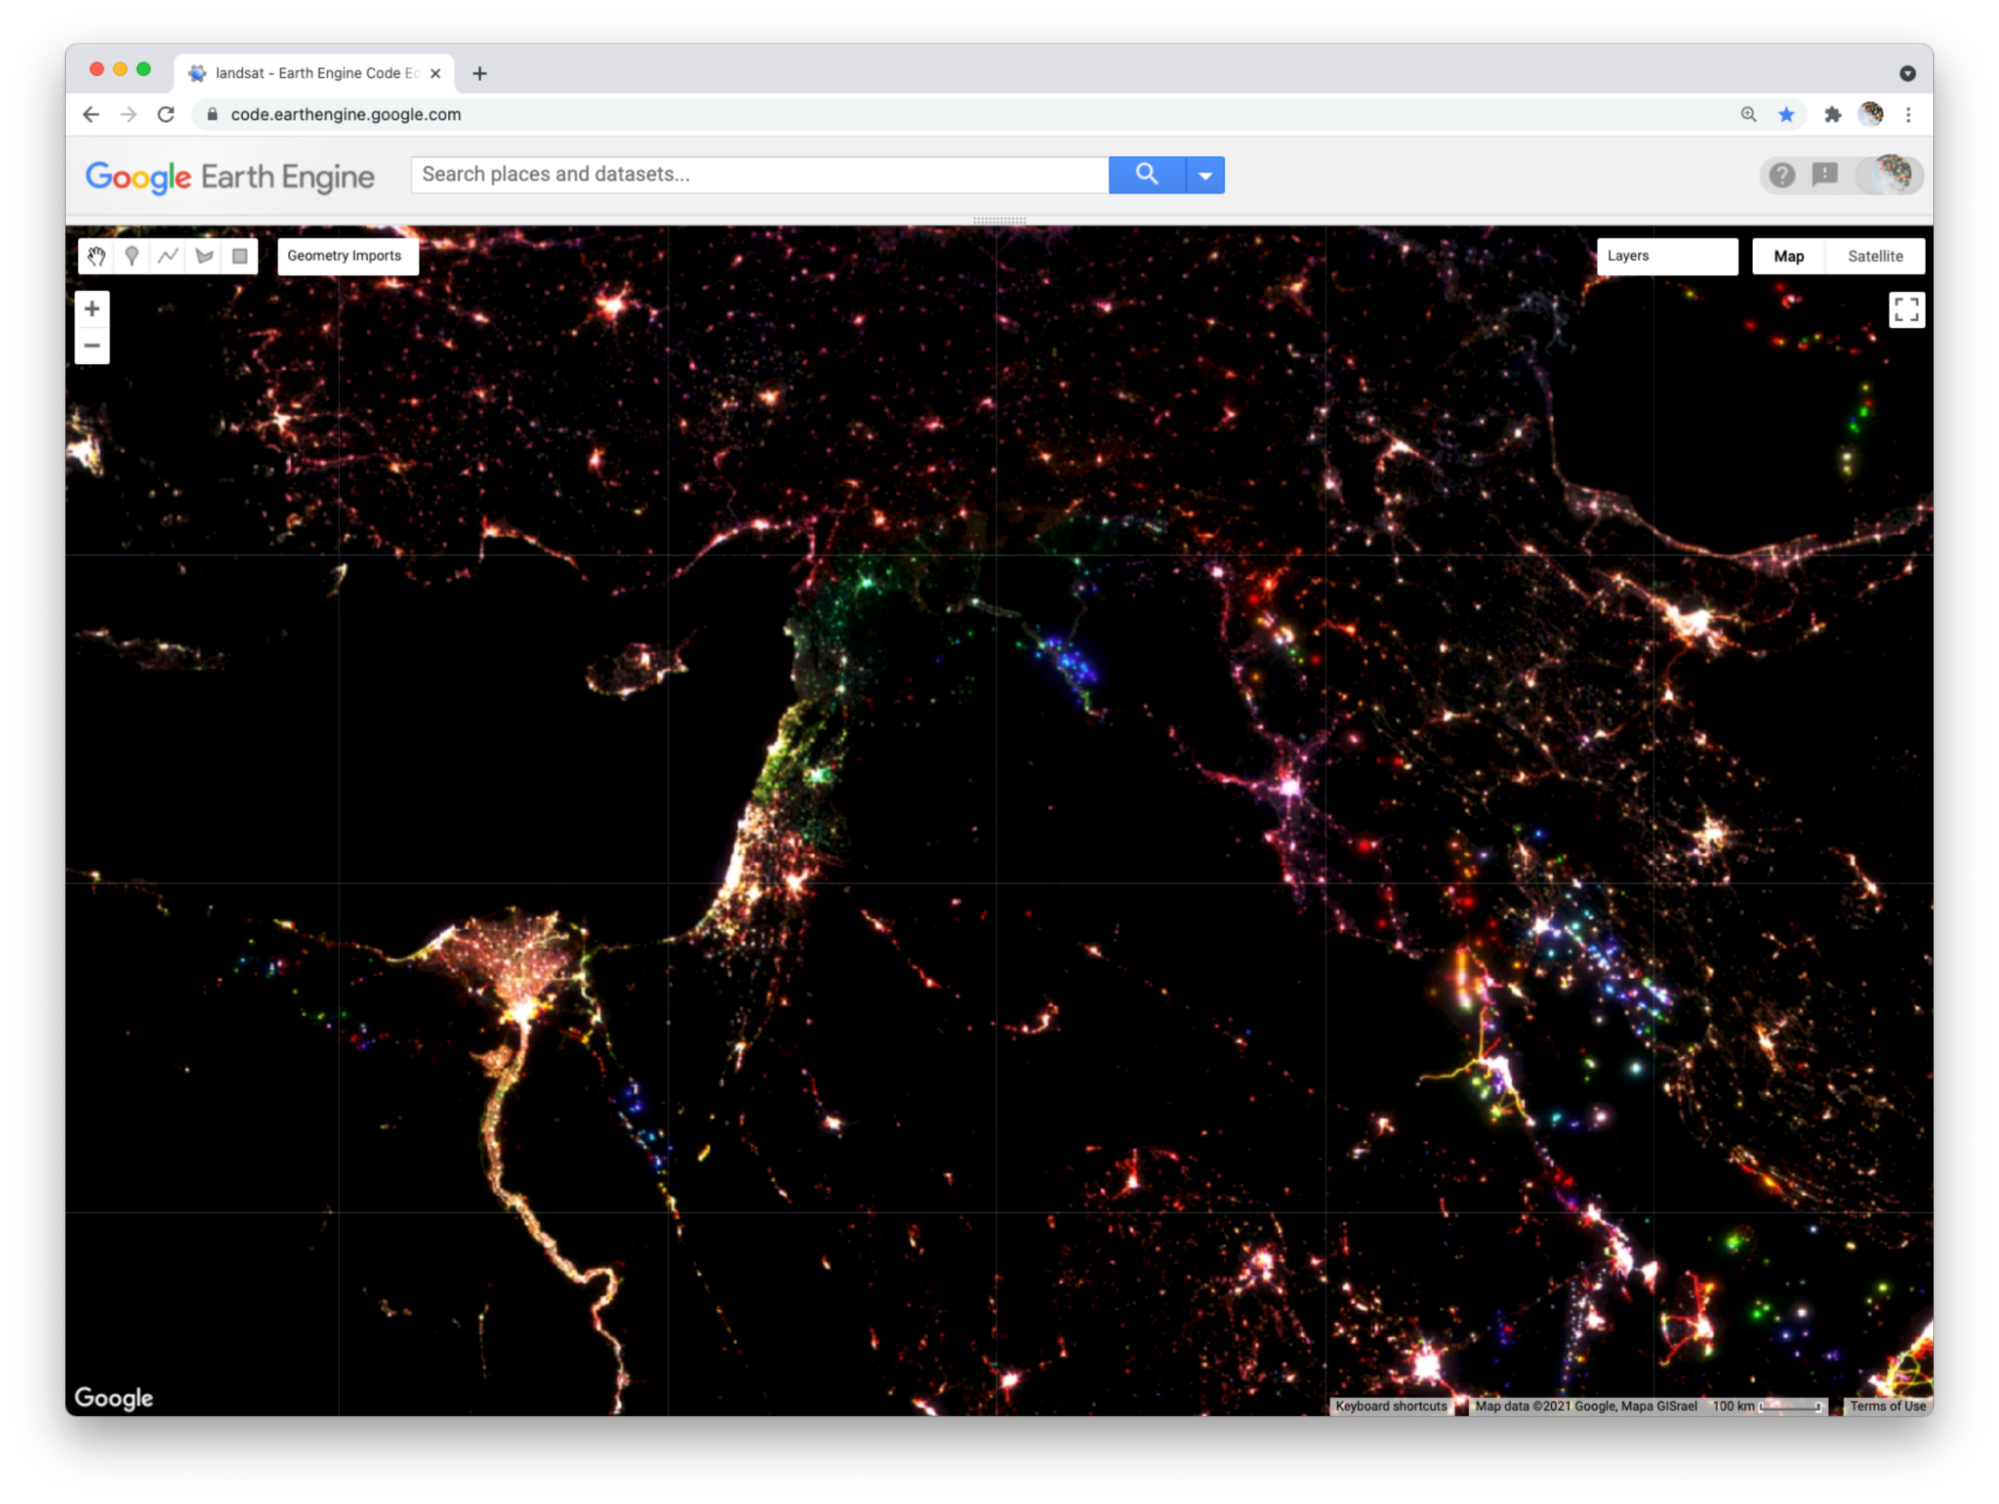 landsat - Earth Engine Code Ed
code.earthengine.google.com
Google Earth Engine
Search places and datasets...
Geometry Imports
Layers
Map
Satellite
Google
Keyboard shortcuts
Map data ©2021 Google, Mapa GISrael
100 km
Terms of Use